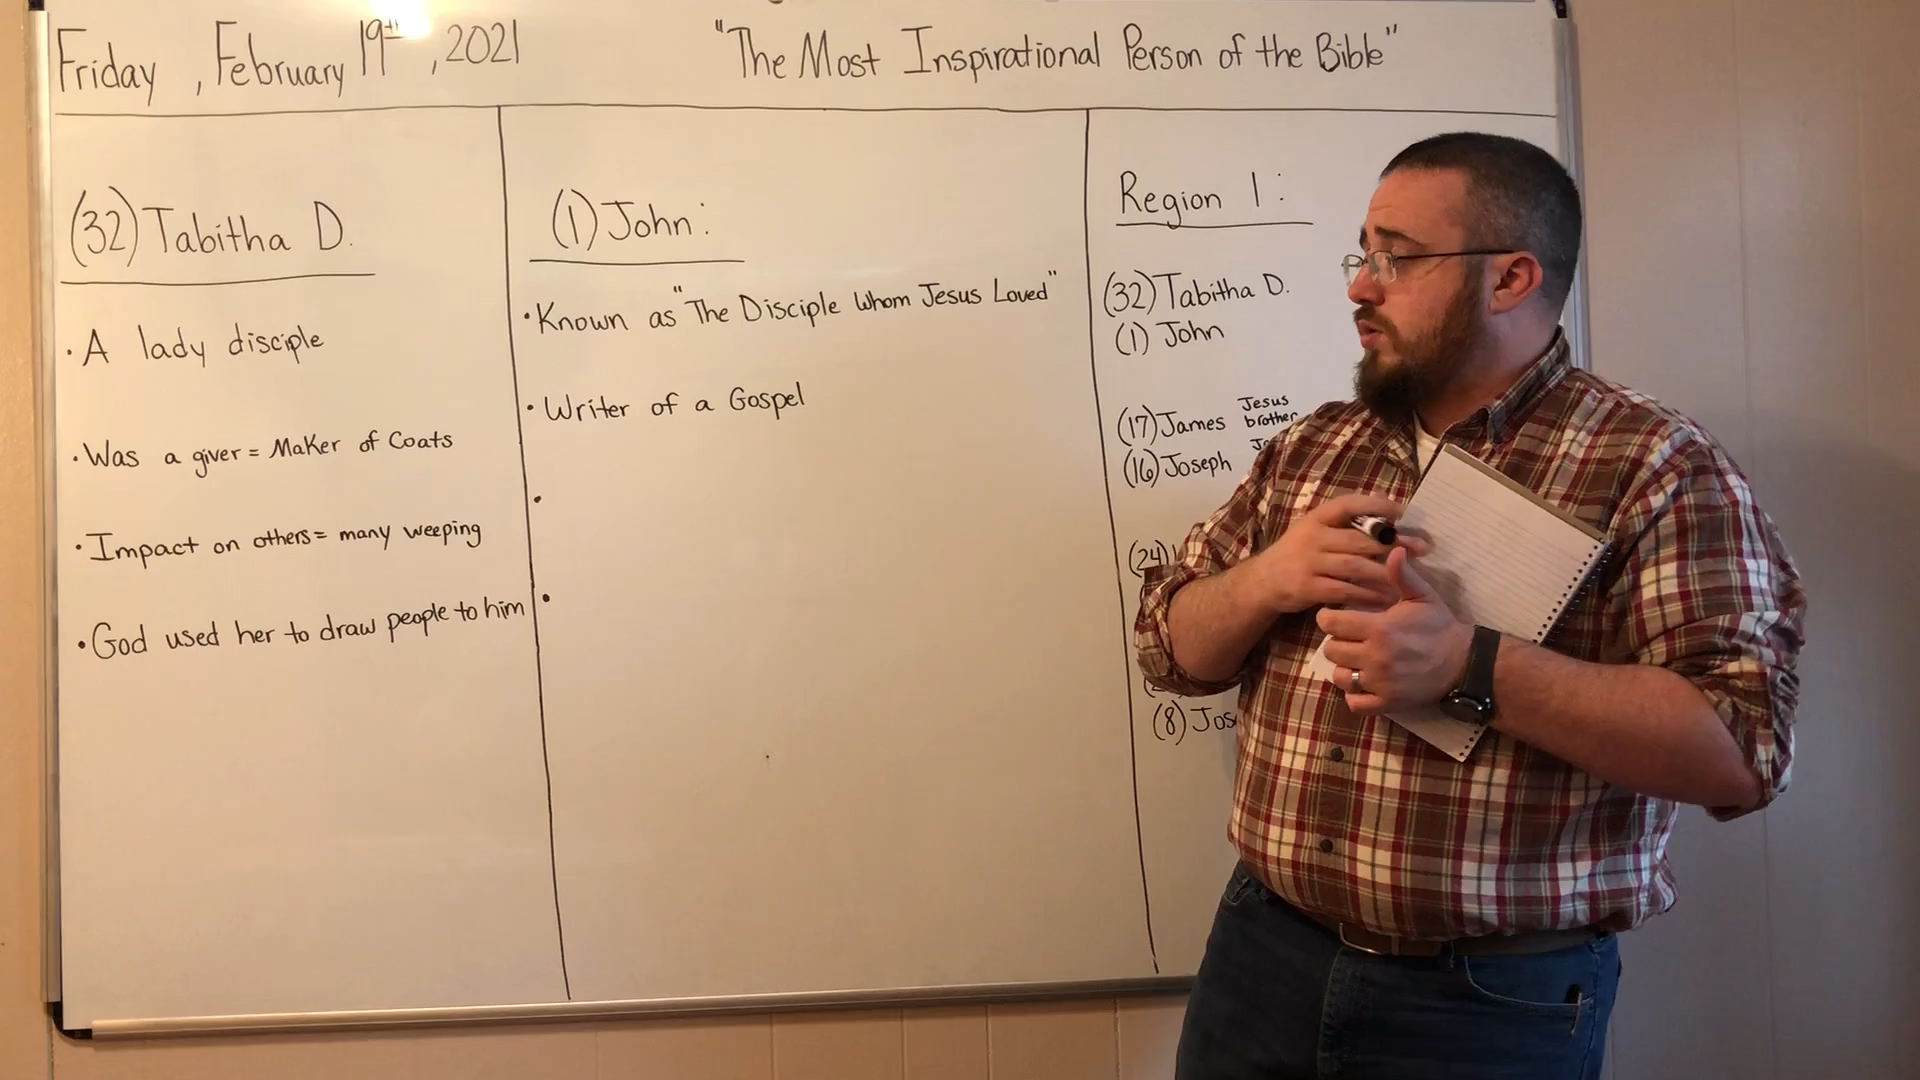 Friday, February 19th, 2021
"The Most Inspirational Person of the Bible"
(32) Tabitha D.
· A lady disciple
· Was a giver = Maker of Coats
· Impact on others = many weeping
· God used her to draw people to him
(1) John:
· Known as "The Disciple Whom Jesus Loved"
· Writer of a Gospel
·
·
Region 1:
(32) Tabitha D.
(1) John
(17) James Jesus brother
(16) Joseph
(24)
(8) Jos